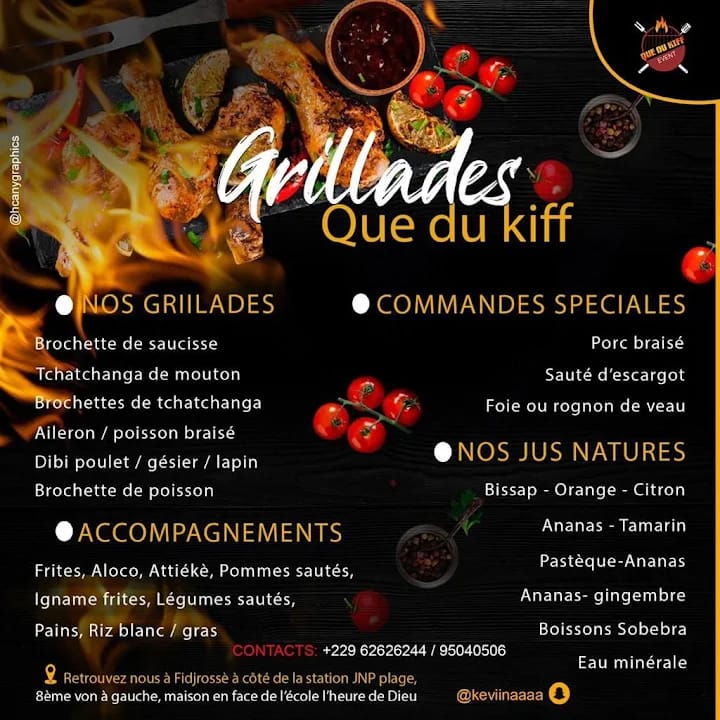 QUE DU KIFF
EVENT
@hcanygraphics
Grillades
Que du kiff
NOS GRIILADES
Brochette de saucisse
Tchatchanga de mouton
Brochettes de tchatchanga
Aileron / poisson braisé
Dibi poulet / gésier / lapin
Brochette de poisson
ACCOMPAGNEMENTS
Frites, Aloco, Attiékè, Pommes sautés,
Igname frites, Légumes sautés,
Pains, Riz blanc / gras
COMMANDES SPECIALES
Porc braisé
Sauté d'escargot
Foie ou rognon de veau
NOS JUS NATURES
Bissap - Orange - Citron
Ananas - Tamarin
Pastèque-Ananas
Ananas- gingembre
Boissons Sobebra
Eau minérale
CONTACTS: +229 62626244 / 95040506
Retrouvez nous à Fidjrossè à côté de la station JNP plage,
8ème von à gauche, maison en face de l'école l'heure de Dieu
@keviinaaaa